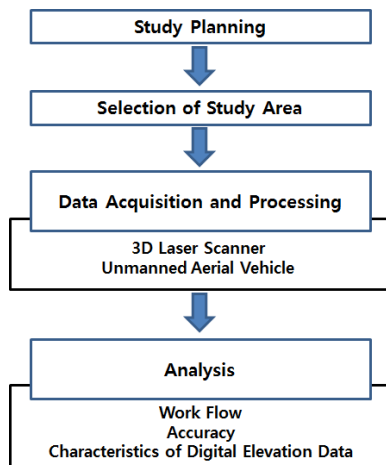 Study Planning
Selection of Study Area
Data Acquisition and Processing
3D Laser Scanner
Unmanned Aerial Vehicle
Analysis
Work Flow
Accuracy
Characteristics of Digital Elevation Data